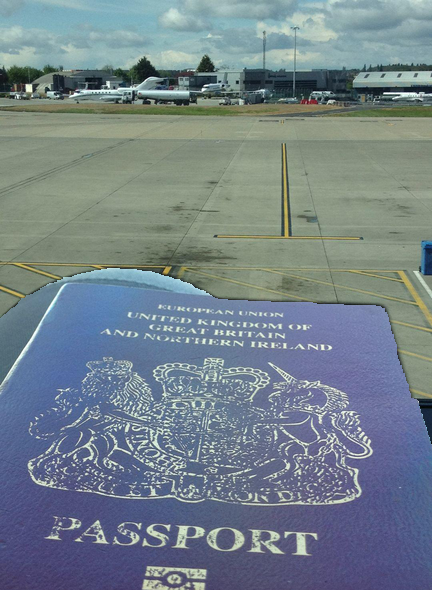 EUROPEAN UNION
UNITED KINGDOM OF
GREAT BRITAIN
AND NORTHERN IRELAND
PASSPORT